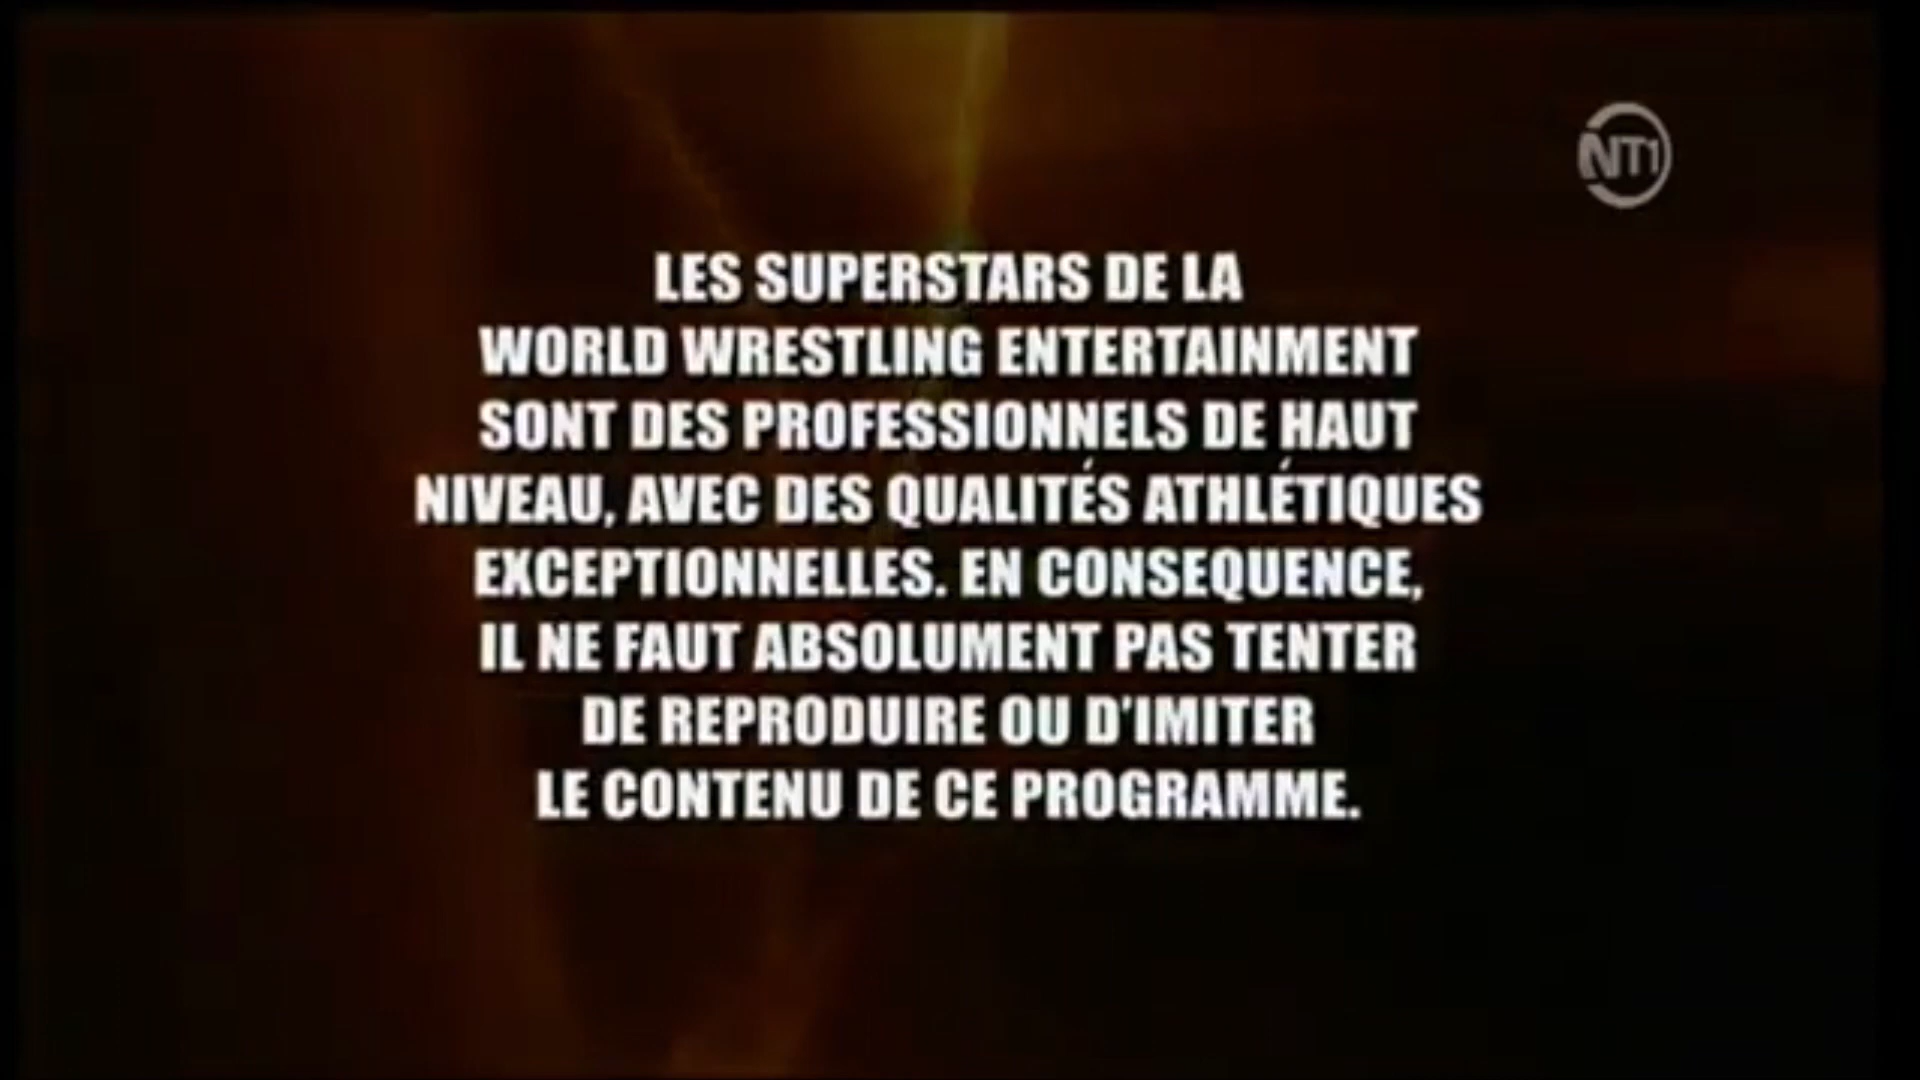 NT1
LES SUPERSTARS DE LA
WORLD WRESTLING ENTERTAINMENT
SONT DES PROFESSIONNELS DE HAUT
NIVEAU, AVEC DES QUALITÉS ATHLÉTIQUES
EXCEPTIONNELLES. EN CONSEQUENCE,
IL NE FAUT ABSOLUMENT PAS TENTER
DE REPRODUIRE OU D'IMITER
LE CONTENU DE CE PROGRAMME.